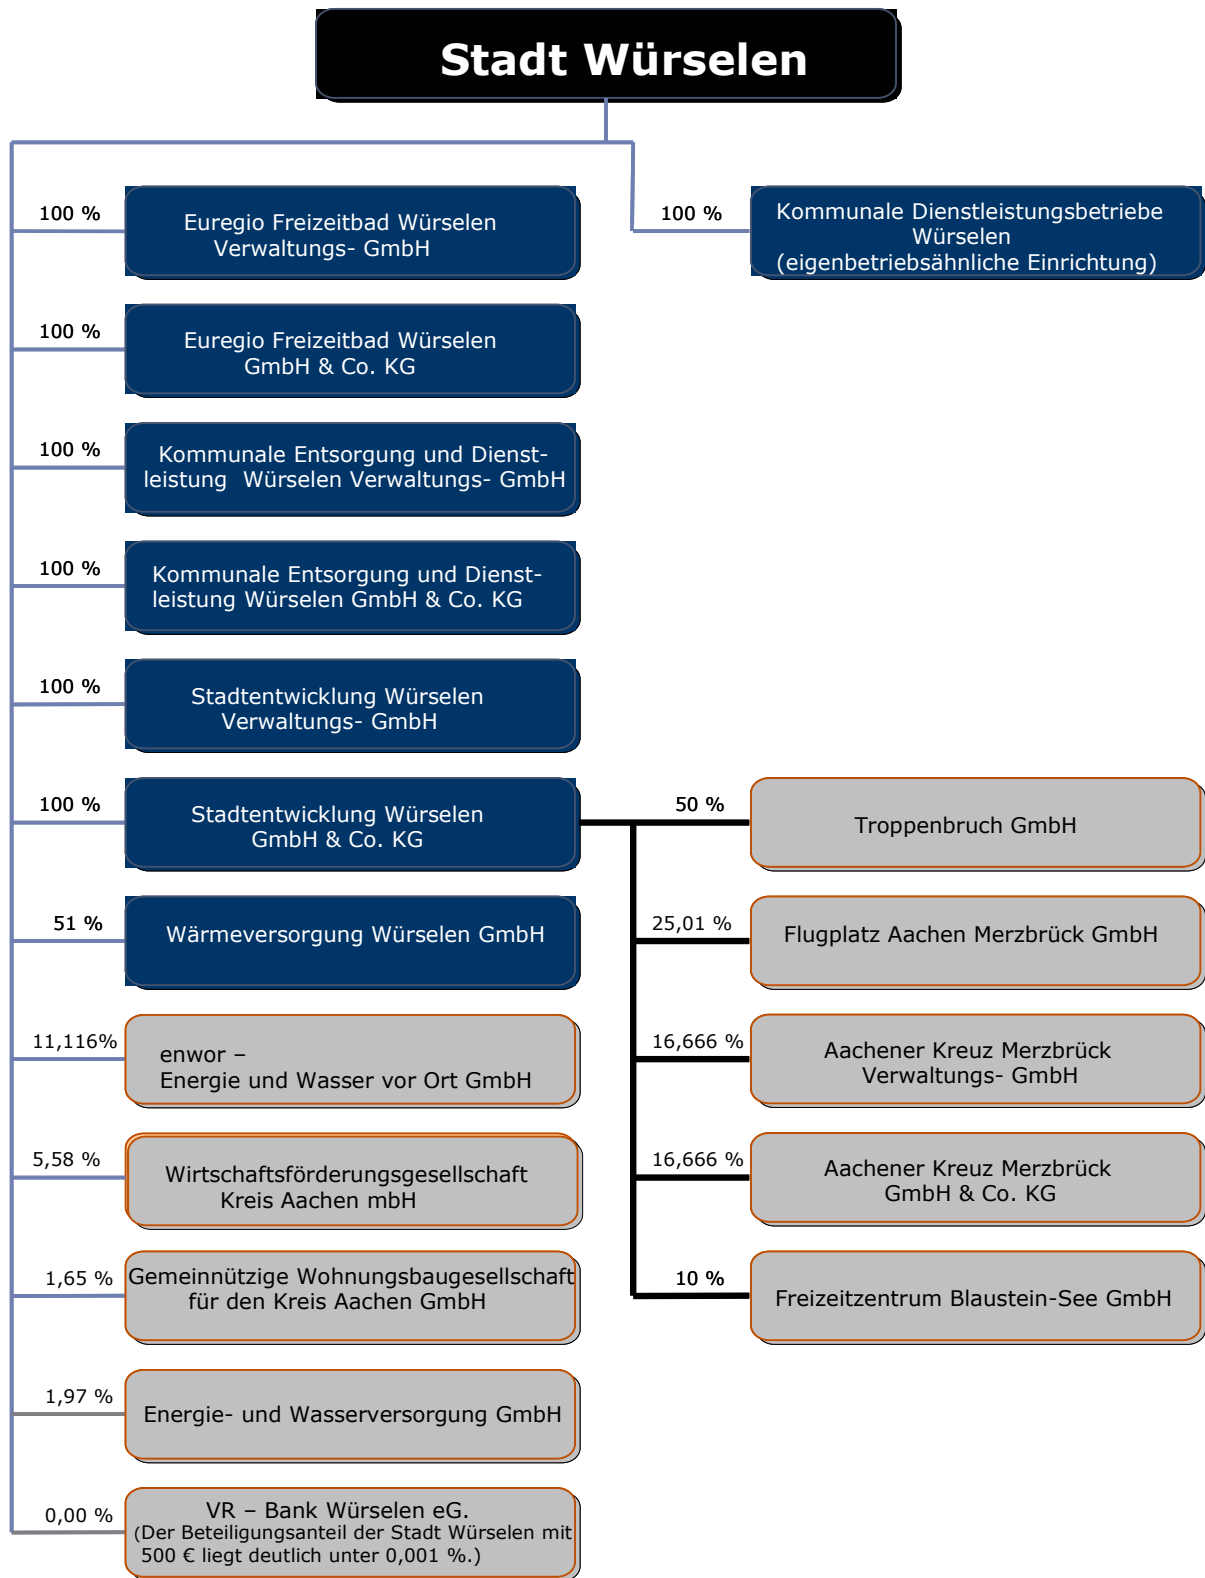 Stadt Würselen
100 %
Euregio Freizeitbad Würselen
Verwaltungs- GmbH
100 %
Kommunale Dienstleistungsbetriebe
Würselen
(eigenbetriebsähnliche Einrichtung)
100 %
Euregio Freizeitbad Würselen
GmbH & Co. KG
100 %
Kommunale Entsorgung und Dienst-
leistung Würselen Verwaltungs- GmbH
100 %
Kommunale Entsorgung und Dienst-
leistung Würselen GmbH & Co. KG
100 %
Stadtentwicklung Würselen
Verwaltungs- GmbH
100 %
Stadtentwicklung Würselen
GmbH & Co. KG
50 %
Troppenbruch GmbH
51 %
Wärmeversorgung Würselen GmbH
25,01 %
Flugplatz Aachen Merzbrück GmbH
11,116%
enwor –
Energie und Wasser vor Ort GmbH
16,666 %
Aachener Kreuz Merzbrück
Verwaltungs- GmbH
5,58 %
Wirtschaftsförderungsgesellschaft
Kreis Aachen mbH
16,666 %
Aachener Kreuz Merzbrück
GmbH & Co. KG
1,65 %
Gemeinnützige Wohnungsbaugesellschaft
für den Kreis Aachen GmbH
10 %
Freizeitzentrum Blaustein-See GmbH
1,97 %
Energie- und Wasserversorgung GmbH
0,00 %
VR – Bank Würselen eG.
(Der Beteiligungsanteil der Stadt Würselen mit
500 € liegt deutlich unter 0,001 %.)